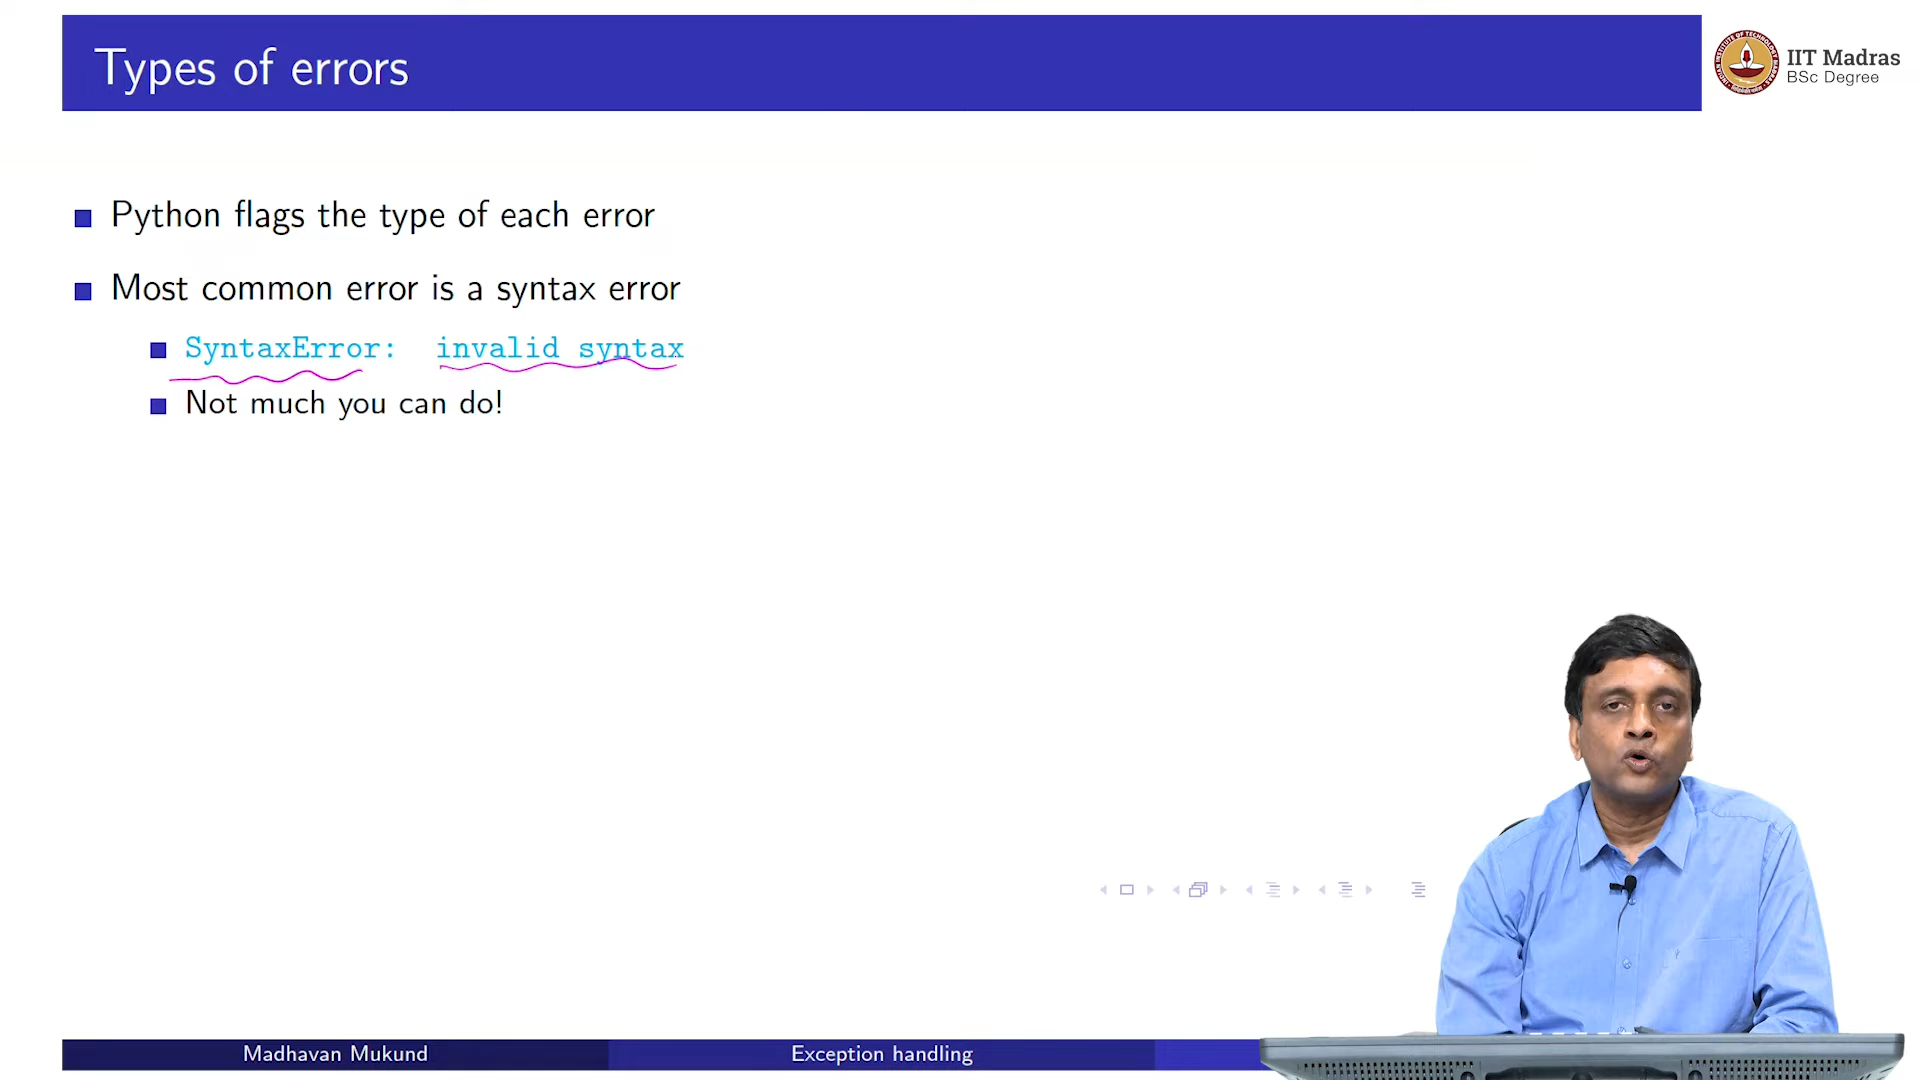 Types of errors
IIT Madras
BSc Degree
Python flags the type of each error
Most common error is a syntax error
SyntaxError: invalid syntax
Not much you can do!
Madhavan Mukund
Exception handling